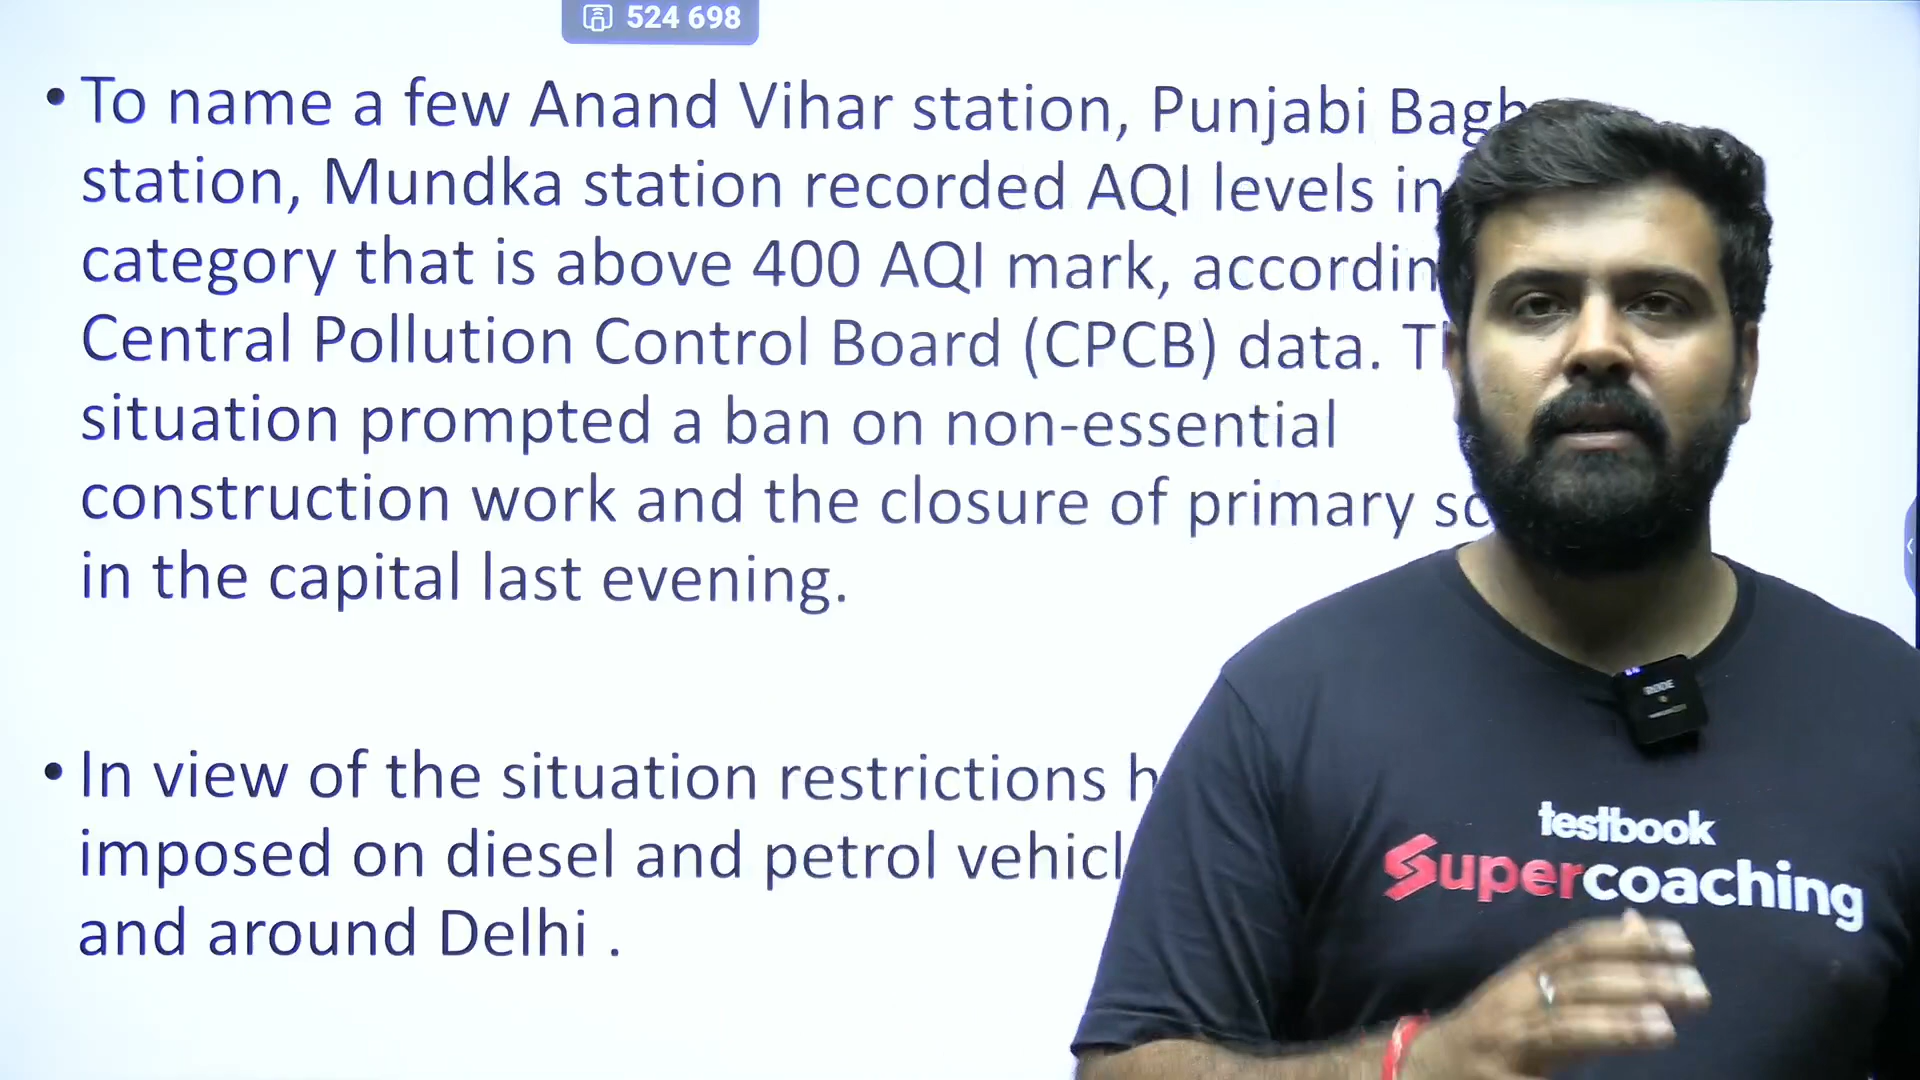 524 698
• To name a few Anand Vihar station, Punjabi Bagh
station, Mundka station recorded AQI levels in
category that is above 400 AQI mark, accordin
Central Pollution Control Board (CPCB) data.
situation prompted a ban on non-essential
construction work and the closure of primary
in the capital last evening.
• In view of the situation restrictions
imposed on diesel and petrol
and around Delhi .
RODE
testbook
Supercoaching